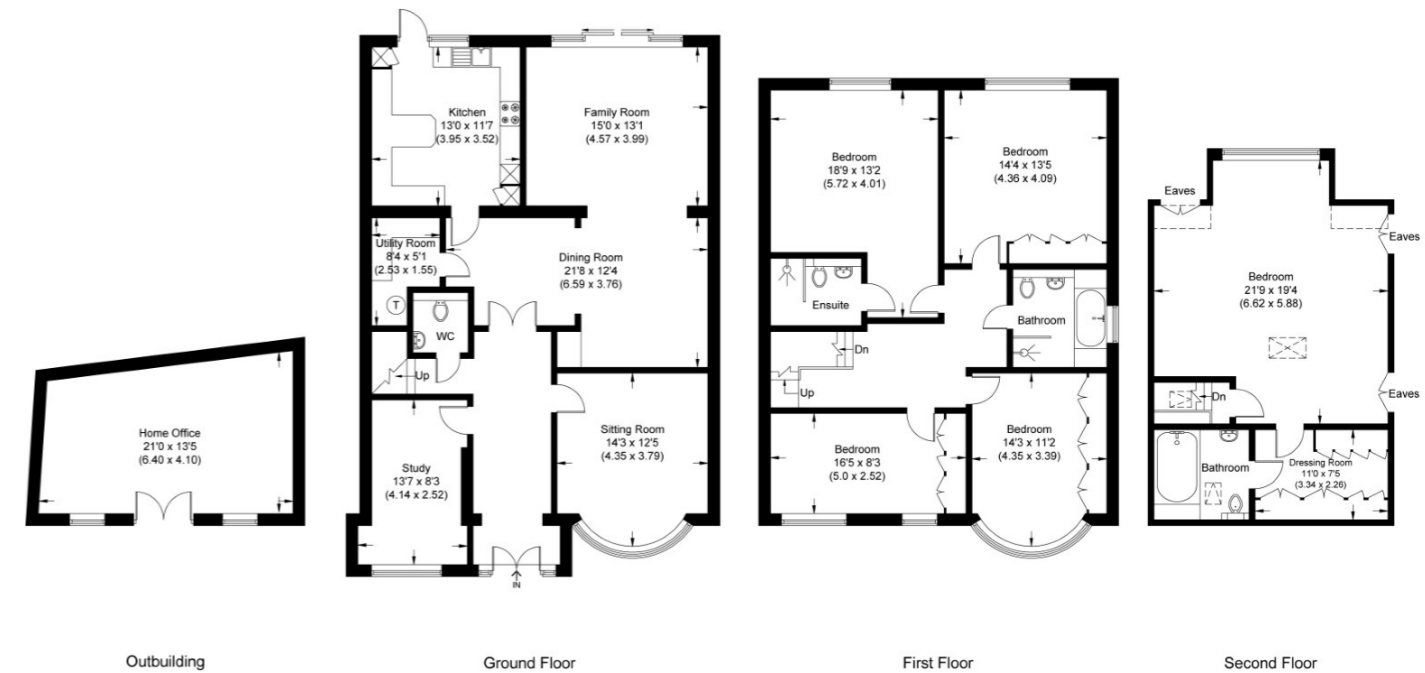 Home Office
21'0 x 13'5
(6.40 x 4.10)
Outbuilding
Kitchen
13'0 x 11'7
(3.95 x 3.52)
Family Room
15'0 x 13'1
(4.57 x 3.99)
Utility Room
8'4 x 5'1
(2.53 x 1.55)
T
Dining Room
21'8 x 12'4
(6.59 x 3.76)
WC
Up
Sitting Room
14'3 x 12'5
(4.35 x 3.79)
Study
13'7 x 8'3
(4.14 x 2.52)
IN
Ground Floor
Bedroom
18'9 x 13'2
(5.72 x 4.01)
Bedroom
14'4 x 13'5
(4.36 x 4.09)
Ensuite
Bathroom
Dn
Up
Bedroom
16'5 x 8'3
(5.0 x 2.52)
Bedroom
14'3 x 11'2
(4.35 x 3.39)
First Floor
Eaves
Eaves
Bedroom
21'9 x 19'4
(6.62 x 5.88)
Eaves
Dn
Bathroom
Dressing Room
11'0 x 7'5
(3.34 x 2.26)
Second Floor